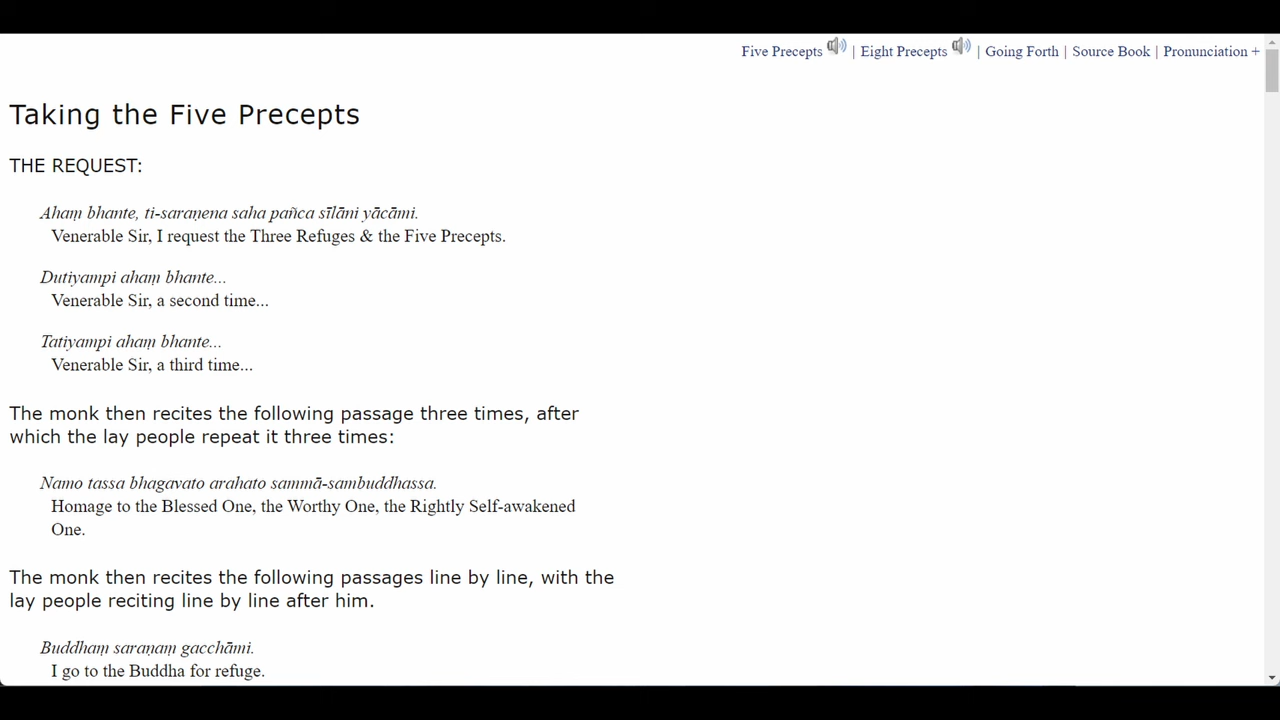 Five Precepts | Eight Precepts | Going Forth | Source Book | Pronunciation +
Taking the Five Precepts
THE REQUEST:
Ahaṃ bhante, ti-saraṇena saha pañca sīlāni yācāmi.
Venerable Sir, I request the Three Refuges & the Five Precepts.
Dutiyampi ahaṃ bhante...
Venerable Sir, a second time...
Tatiyampi ahaṃ bhante...
Venerable Sir, a third time...
The monk then recites the following passage three times, after
which the lay people repeat it three times:
Namo tassa bhagavato arahato sammā-sambuddhassa.
Homage to the Blessed One, the Worthy One, the Rightly Self-awakened
One.
The monk then recites the following passages line by line, with the
lay people reciting line by line after him.
Buddhaṃ saraṇaṃ gacchāmi.
I go to the Buddha for refuge.